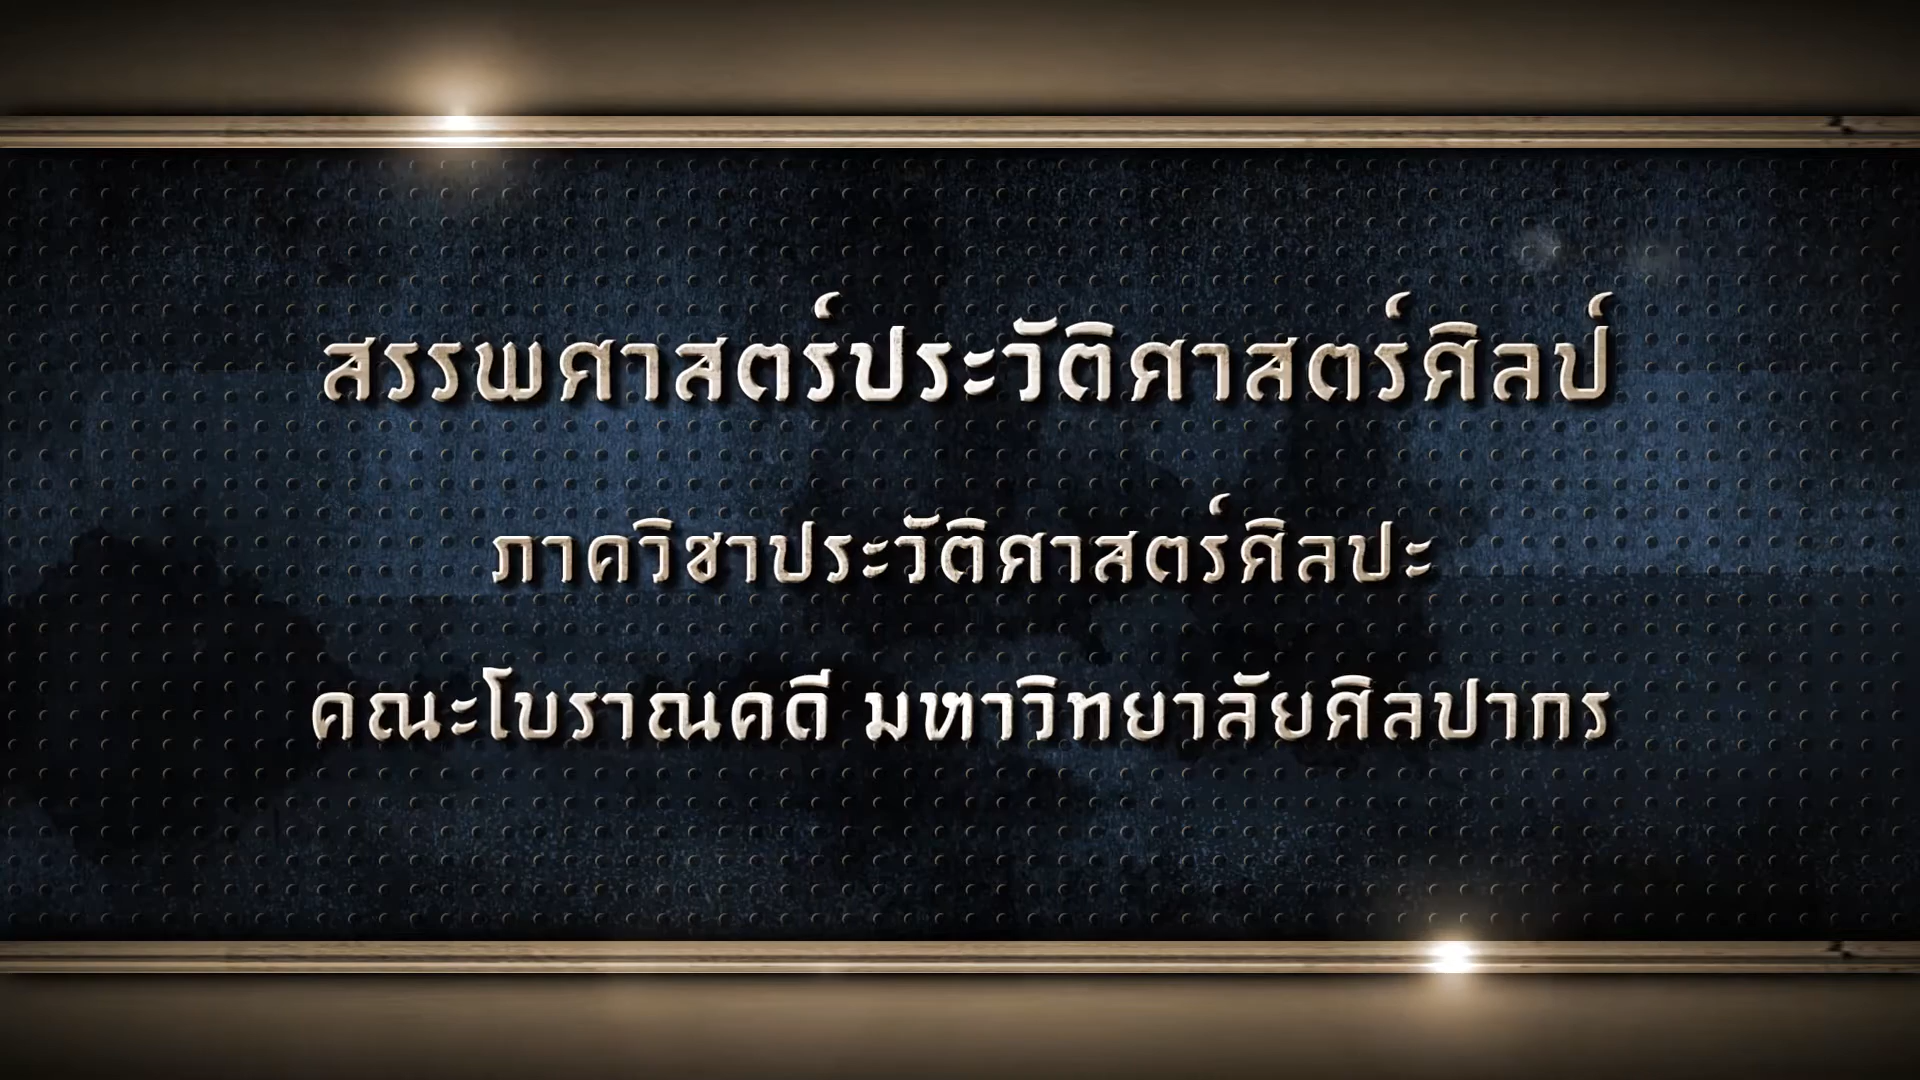 สรรพศาสตร์ประวัติศาสตร์ศิลป์
ภาควิชาประวัติศาสตร์ศิลปะ
คณะโบราณคดี มหาวิทยาลัยศิลปากร